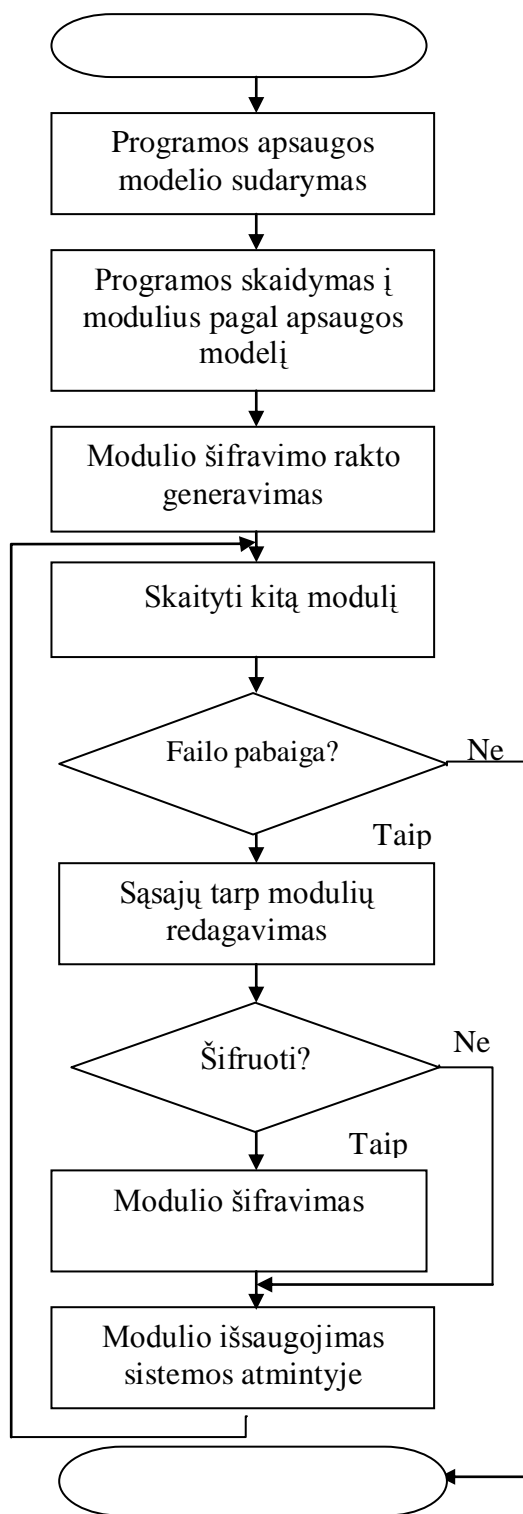 Programos apsaugos
modelio sudarymas
Programos skaidymas į
modulius pagal apsaugos
modelį
Modulio šifravimo rakto
generavimas
Skaityti kitą modulį
Failo pabaiga?
Ne
Taip
Sąsajų tarp modulių
redagavimas
Šifruoti?
Ne
Taip
Modulio šifravimas
Modulio išsaugojimas
sistemos atmintyje